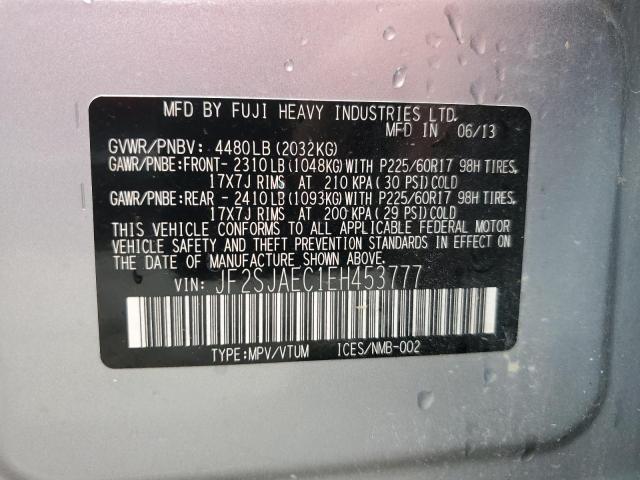 MFD BY FUJI HEAVY INDUSTRIES LTD.
MFD IN 06/13
GVWR/PNBV: 4480LB(2032KG)
GAWR/PNBE:FRONT- 2310LB(1048KG)WITH P225/60R17 98H TIRES,
17X7J RIMS AT 210 KPA(30 PSI)COLD
GAWR/PNBE:REAR - 2410LB(1093KG)WITH P225/60R17 98H TIRES,
17X7J RIMS AT 200 KPA(29 PSI)COLD
THIS VEHICLE CONFORMS TO ALL APPLICABLE FEDERAL MOTOR
VEHICLE SAFETY AND THEFT PREVENTION STANDARDS IN EFFECT ON
THE DATE OF MANUFACTURE SHOWN ABOVE.
VIN: JF2SJAEC1EH453777
TYPE:MPV/VTUM ICES/NMB-002